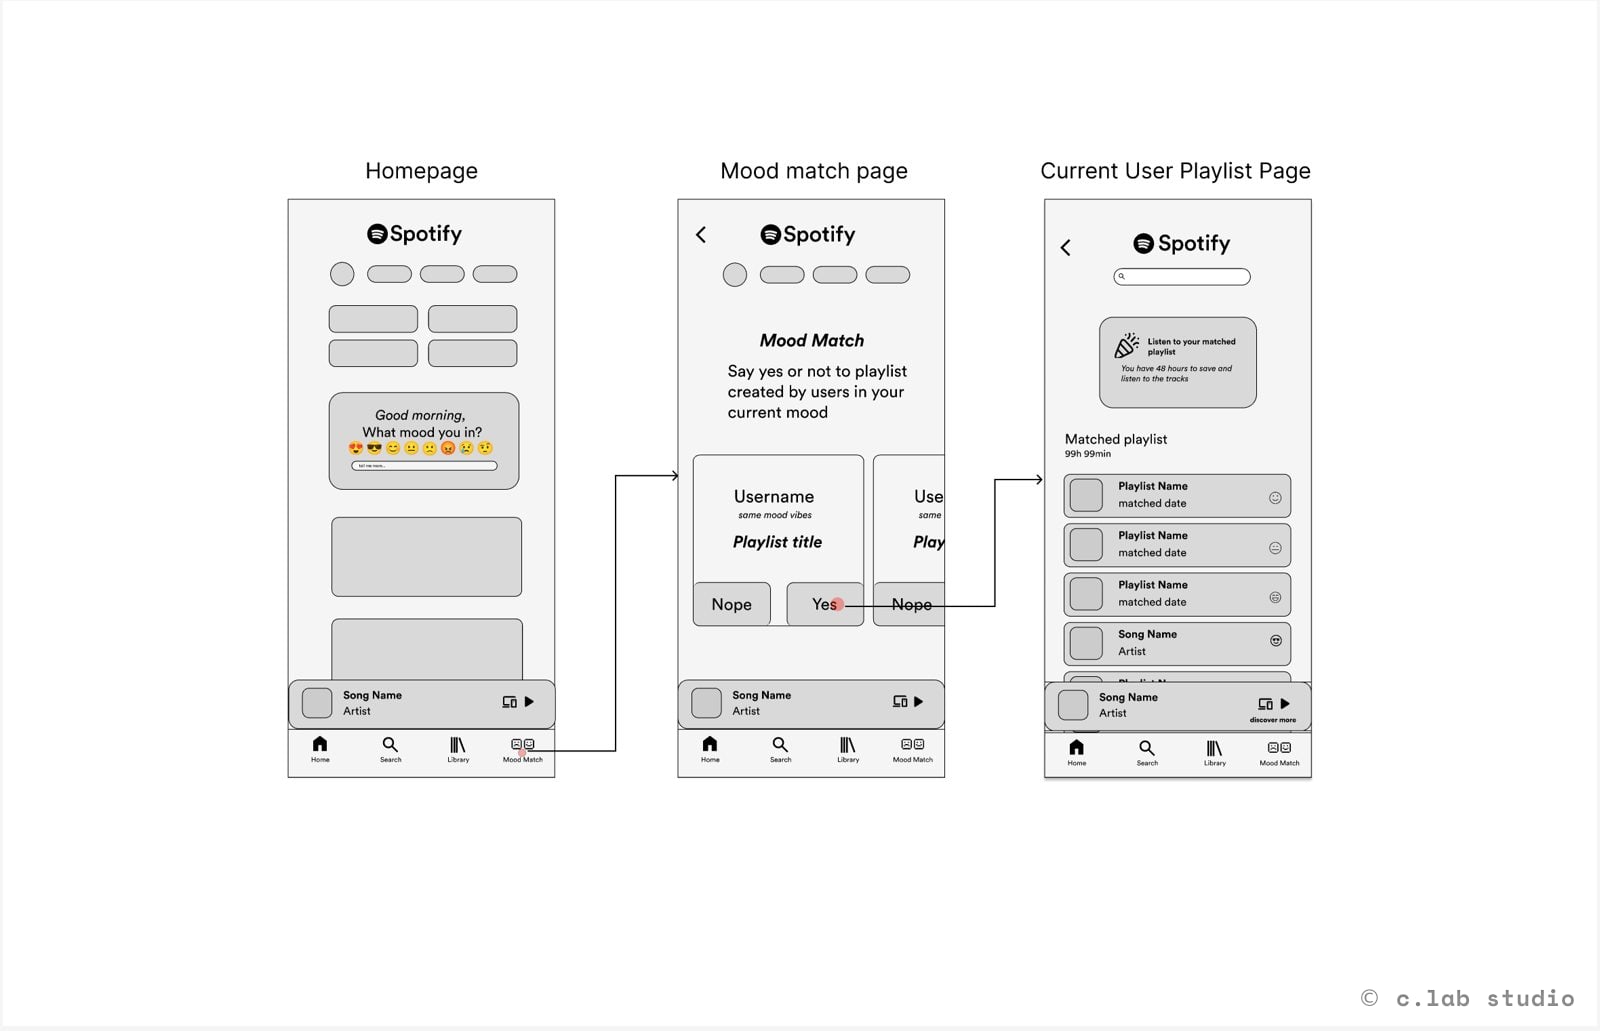 Homepage
Spotify
Good morning,
What mood you in?
tell me more...
Song Name
Artist
Home
Search
Library
Mood Match
Mood match page
Spotify
Mood Match
Say yes or not to playlist
created by users in your
current mood
Username
same mood vibes
Playlist title
Nope
Yes
Use
same
Play
Nope
Song Name
Artist
Home
Search
Library
Mood Match
Current User Playlist Page
Spotify
Listen to your matched
playlist
You have 48 hours to save and
listen to the tracks
Matched playlist
99h 99min
Playlist Name
matched date
Playlist Name
matched date
Playlist Name
matched date
Song Name
Artist
Song Name
Artist
discover more
Home
Search
Library
Mood Match
© c.lab studio